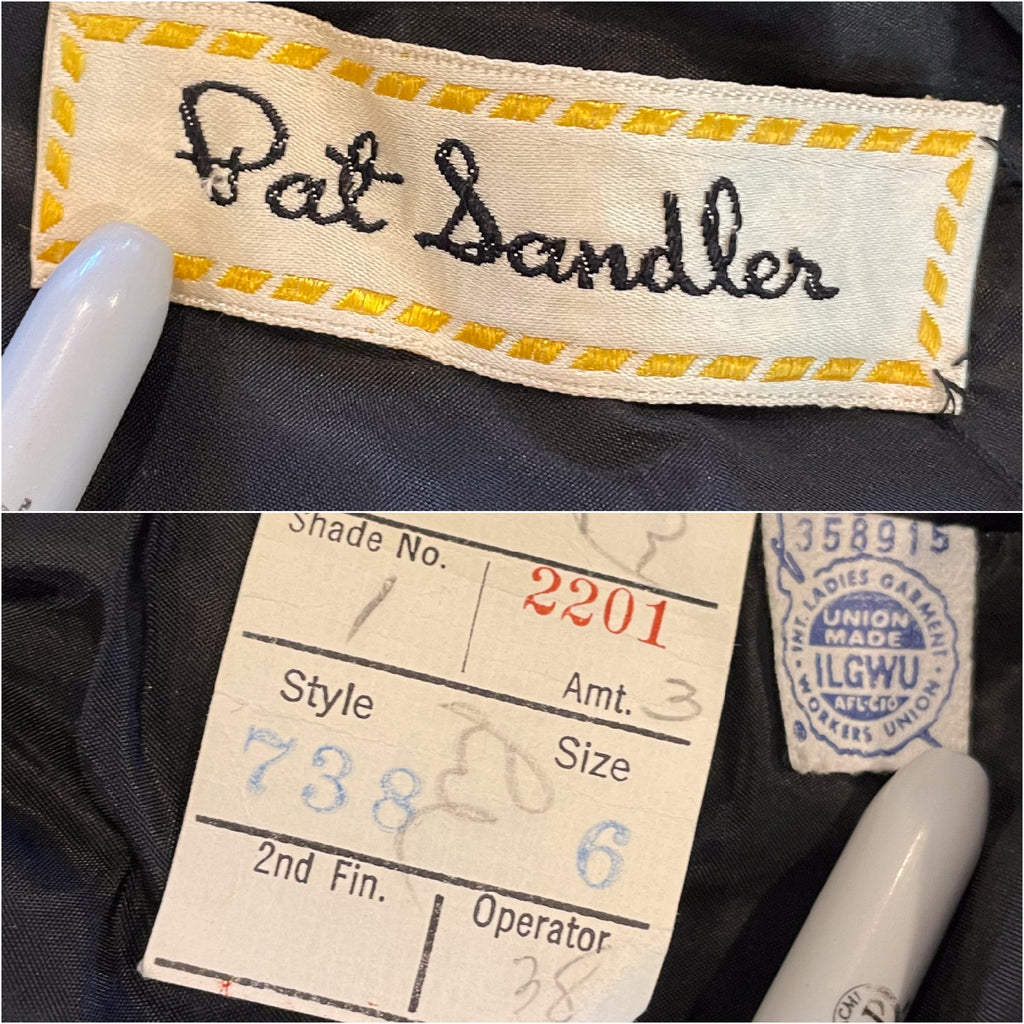 Pat Sandler
Shade No.
1
2201
Amt. 3
Style
738
Size
6
2nd Fin.
Operator
38
358915
INT. LADIES GARMENT
UNION
MADE
ILGWU
AFL-CIO
WORKERS UNION
®